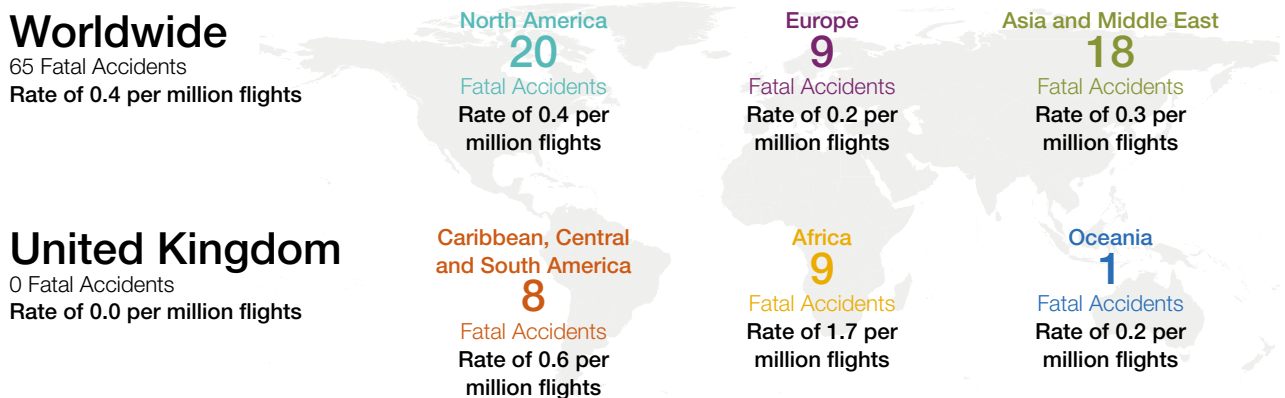 Worldwide
65 Fatal Accidents
Rate of 0.4 per million flights
North America
20
Fatal Accidents
Rate of 0.4 per
million flights
Europe
9
Fatal Accidents
Rate of 0.2 per
million flights
Asia and Middle East
18
Fatal Accidents
Rate of 0.3 per
million flights
United Kingdom
0 Fatal Accidents
Rate of 0.0 per million flights
Caribbean, Central
and South America
8
Fatal Accidents
Rate of 0.6 per
million flights
Africa
9
Fatal Accidents
Rate of 1.7 per
million flights
Oceania
1
Fatal Accidents
Rate of 0.2 per
million flights